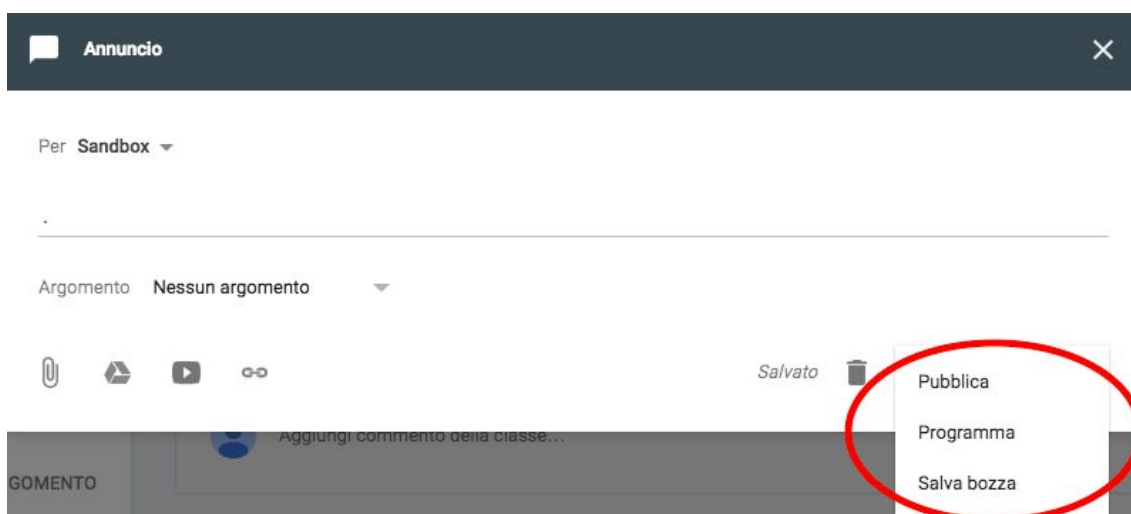 Annuncio
Per Sandbox
.
Argomento Nessun argomento
Salvato
Pubblica
Aggiungi commento della classe...
Programma
GOMENTO
Salva bozza